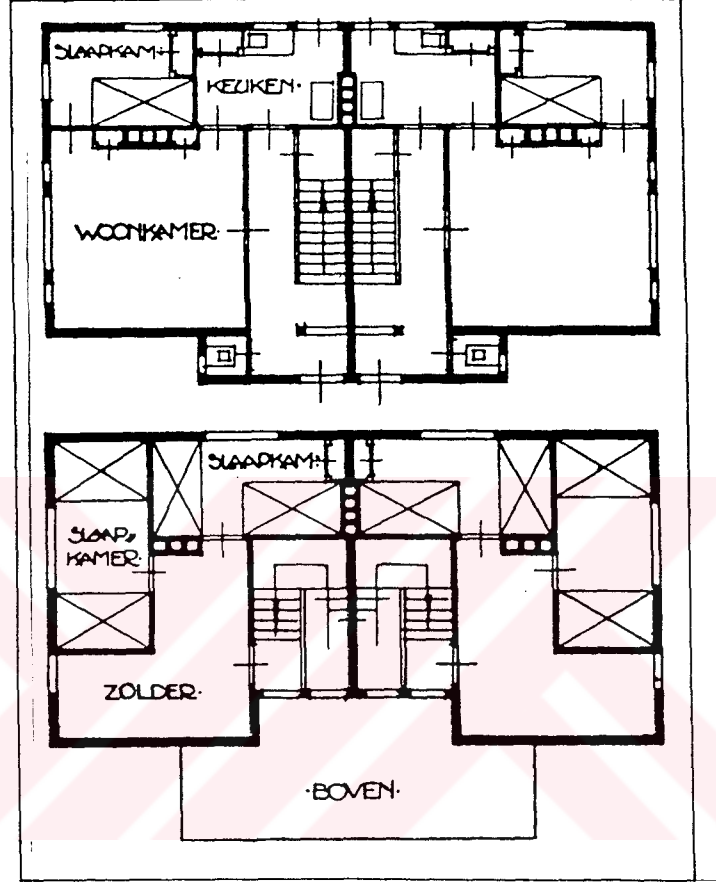 SLAAPKAM·
KEUKEN·
WOONKAMER·
SLAAPKAM·
SLAAP-
KAMER·
ZOLDER·
·BOVEN·